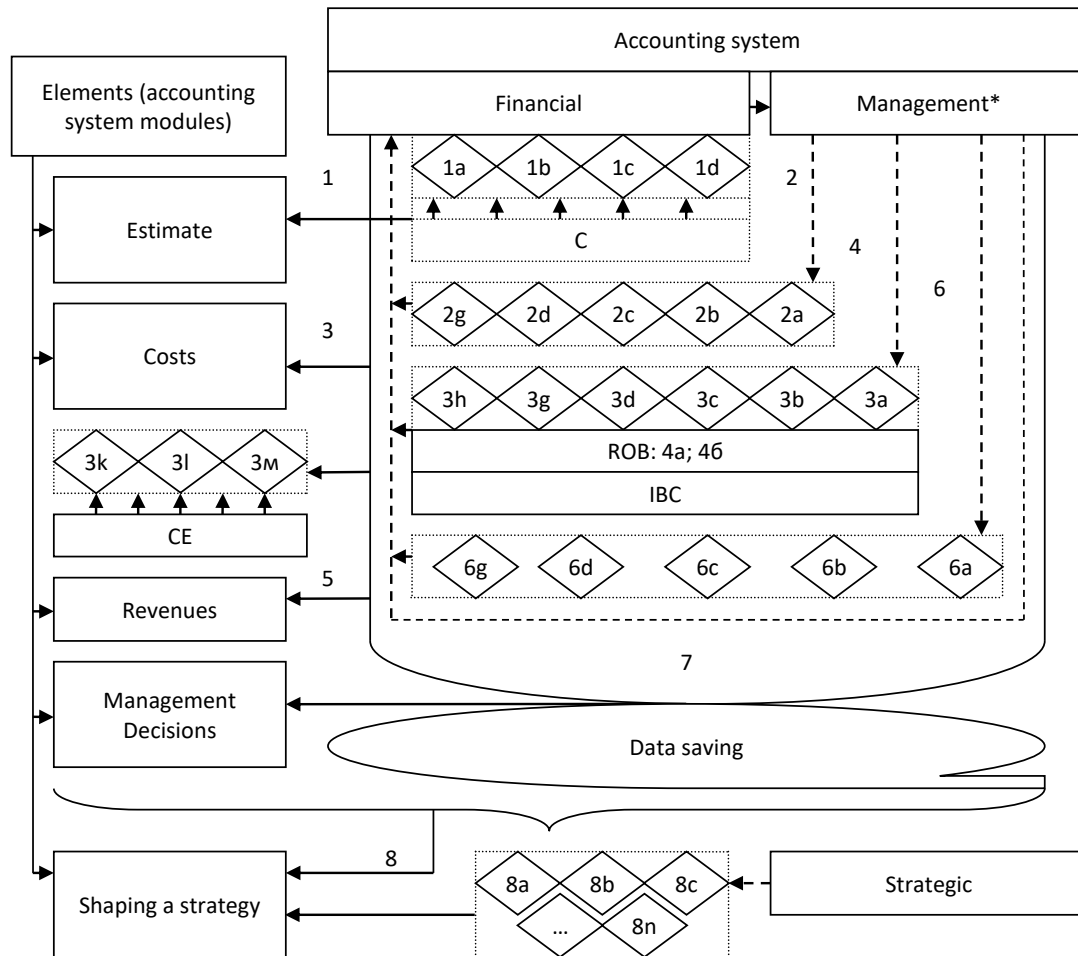 Accounting system
Elements (accounting
system modules)
Financial
Management*
1a 1b 1c 1d
1
2
C
Estimate
4
6
2g 2d 2c 2b 2a
3
Costs
3h 3g 3d 3c 3b 3a
ROB: 4a; 4б
3k 3l 3м
IBC
CE
6g 6d 6c 6b 6a
5
Revenues
7
Management
Decisions
Data saving
8
8a 8b 8c
Strategic
Shaping a strategy
... 8n